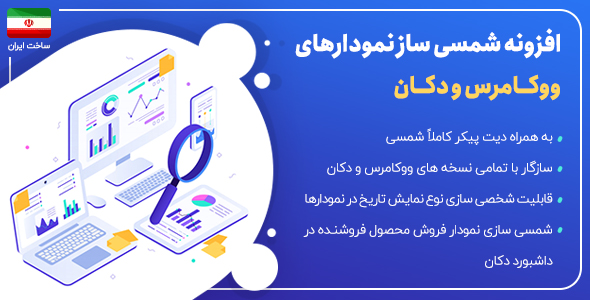 ساخت ایران
افزونه شمسی ساز نمودارهای
ووکامرس و دکان
به همراه دیت پیکر کاملاً شمسی
سازگار با تمامی نسخه های ووکامرس و دکان
قابلیت شخصی سازی نوع نمایش تاریخ در نمودارها
شمسی سازی نمودار فروش محصول فروشنده در
داشبورد دکان